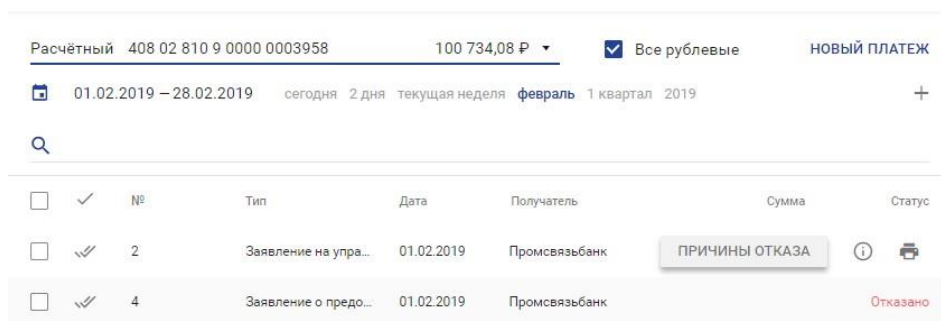 Расчётный 408 02 810 9 0000 0003958 100 734,08 ₽ Все рублевые НОВЫЙ ПЛАТЕЖ
01.02.2019 – 28.02.2019 сегодня 2 дня текущая неделя февраль 1 квартал 2019
№ Тип Дата Получатель Сумма Статус
2 Заявление на упра... 01.02.2019 Промсвязьбанк ПРИЧИНЫ ОТКАЗА
4 Заявление о предо... 01.02.2019 Промсвязьбанк Отказано